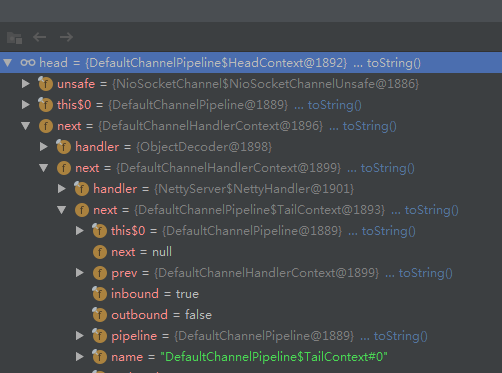 head = {DefaultChannelPipeline$HeadContext@1892} ... toString()
unsafe = {NioSocketChannel$NioSocketChannelUnsafe@1886}
this$0 = {DefaultChannelPipeline@1889} ... toString()
next = {DefaultChannelHandlerContext@1896} ... toString()
handler = {ObjectDecoder@1898}
next = {DefaultChannelHandlerContext@1899} ... toString()
handler = {NettyServer$NettyHandler@1901}
next = {DefaultChannelPipeline$TailContext@1893} ... toString()
this$0 = {DefaultChannelPipeline@1889} ... toString()
next = null
prev = {DefaultChannelHandlerContext@1899} ... toString()
inbound = true
outbound = false
pipeline = {DefaultChannelPipeline@1889} ... toString()
name = "DefaultChannelPipeline$TailContext#0"